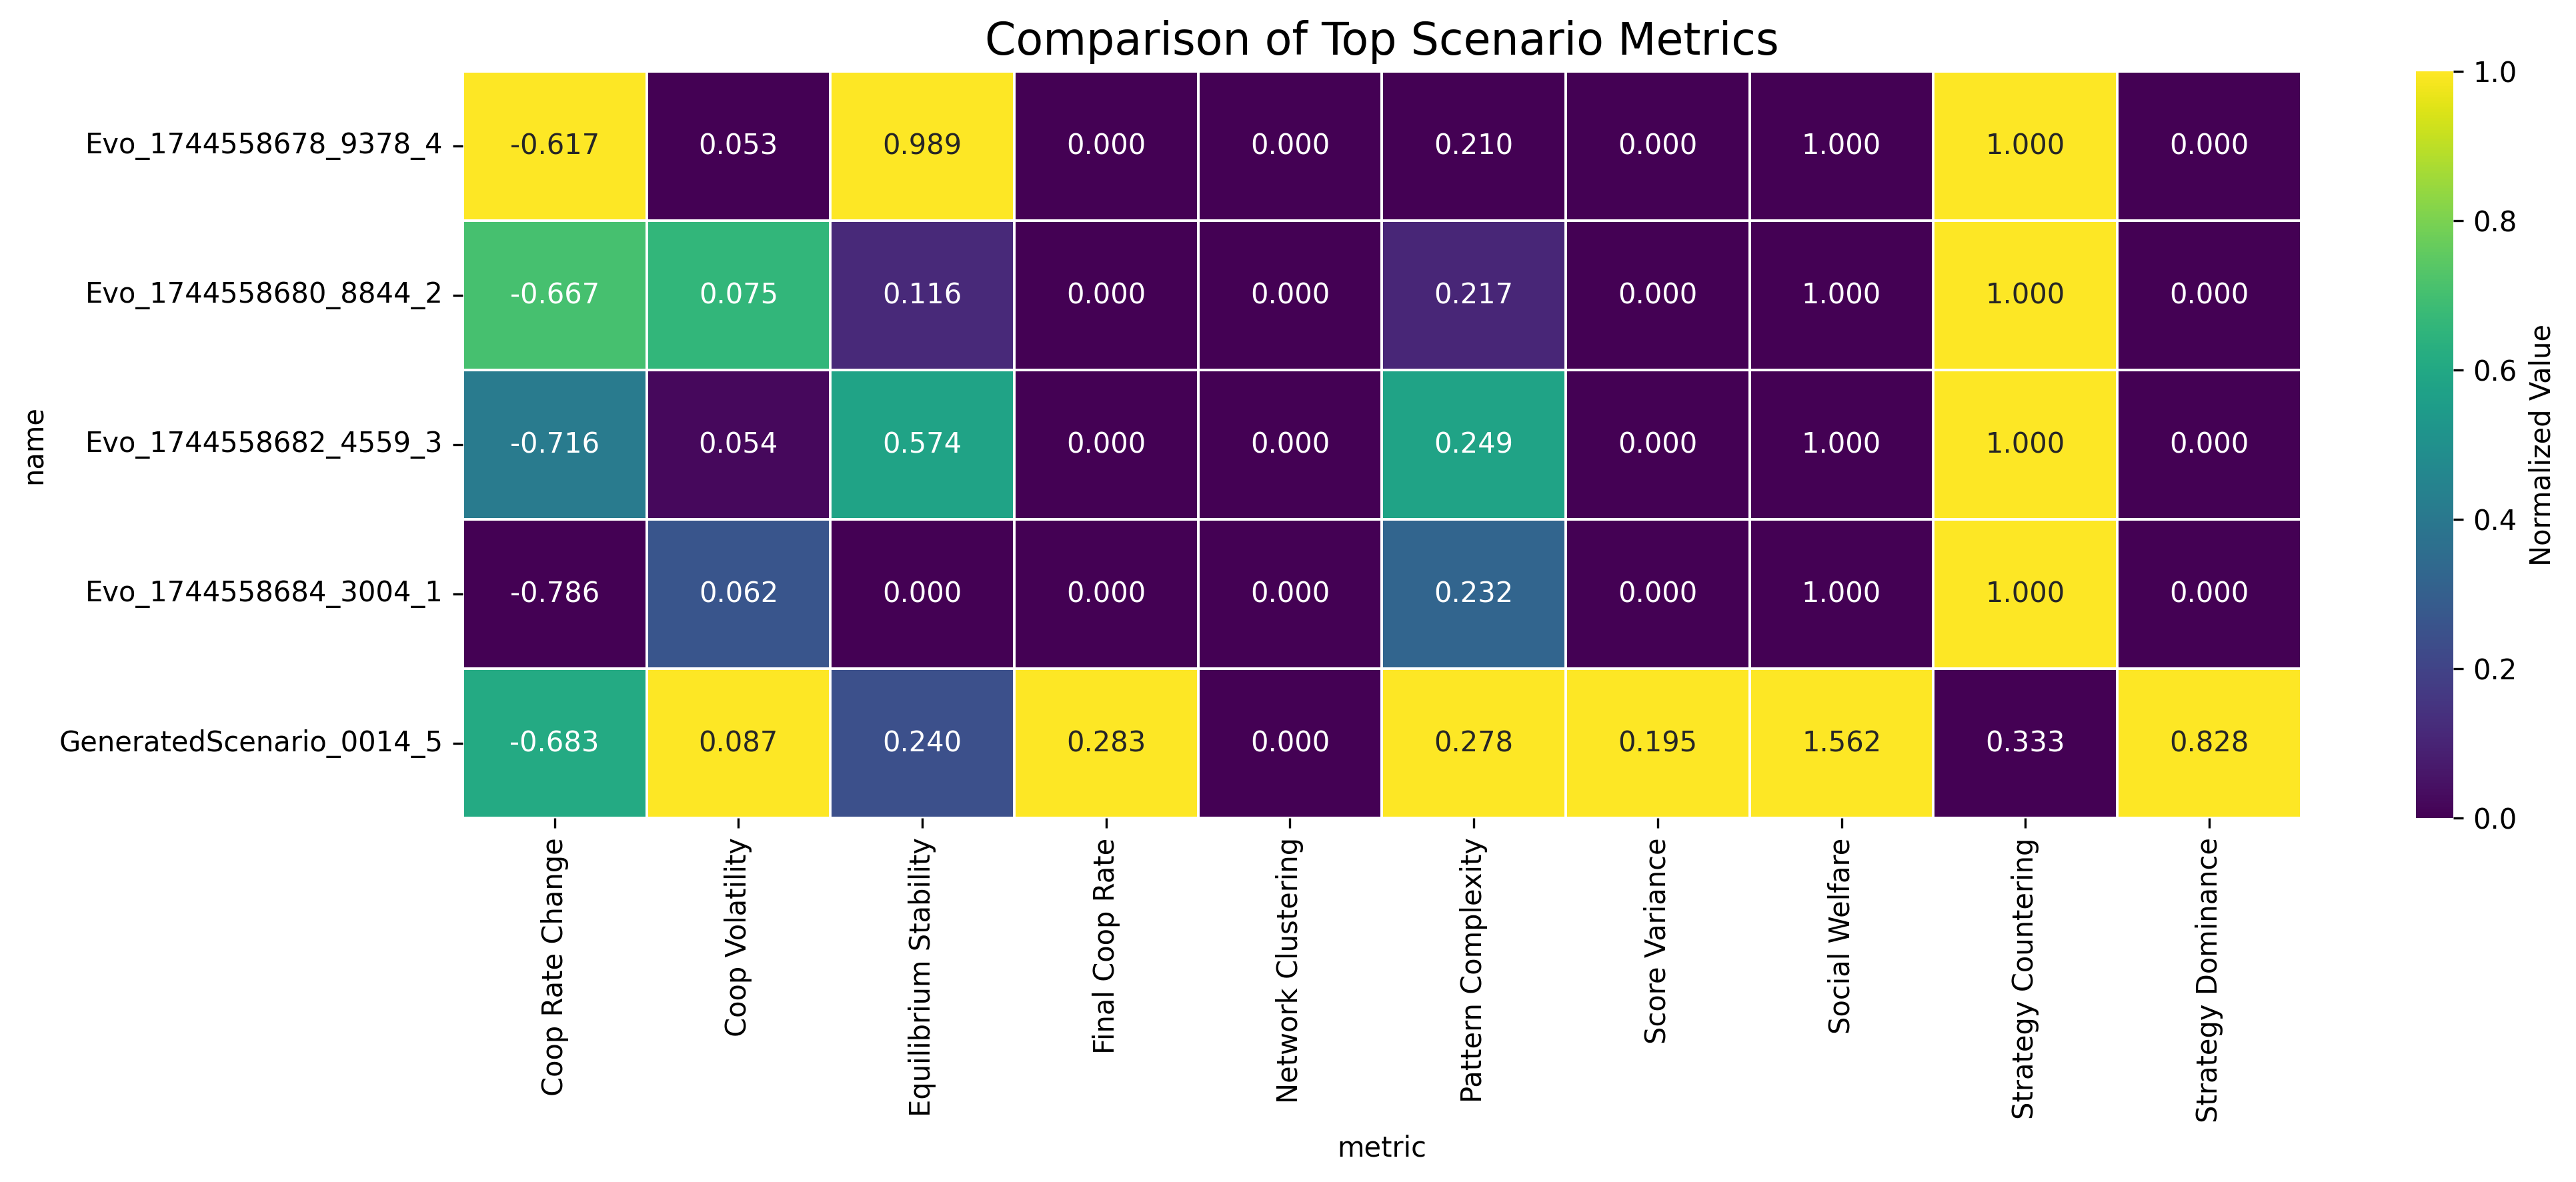 Comparison of Top Scenario Metrics
Evo_1744558678_9378_4 -0.617 0.053 0.989 0.000 0.000 0.210 0.000 1.000 1.000 0.000
Evo_1744558680_8844_2 -0.667 0.075 0.116 0.000 0.000 0.217 0.000 1.000 1.000 0.000
Evo_1744558682_4559_3 -0.716 0.054 0.574 0.000 0.000 0.249 0.000 1.000 1.000 0.000
Evo_1744558684_3004_1 -0.786 0.062 0.000 0.000 0.000 0.232 0.000 1.000 1.000 0.000
GeneratedScenario_0014_5 -0.683 0.087 0.240 0.283 0.000 0.278 0.195 1.562 0.333 0.828
name
Coop Rate Change
Coop Volatility
Equilibrium Stability
Final Coop Rate
Network Clustering
Pattern Complexity
Score Variance
Social Welfare
Strategy Countering
Strategy Dominance
metric
1.0
0.8
0.6
0.4
0.2
0.0
Normalized Value